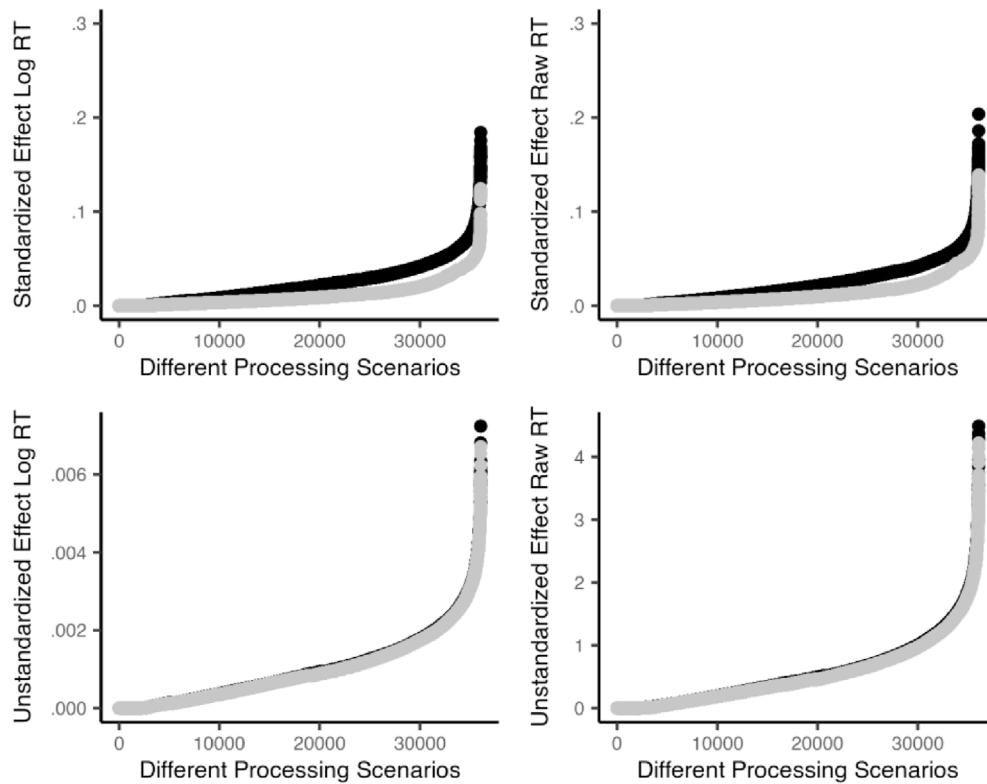 Standardized Effect Log RT
.3
.2
.1
.0
0 10000 20000 30000
Different Processing Scenarios
Standardized Effect Raw RT
.3
.2
.1
.0
0 10000 20000 30000
Different Processing Scenarios
Unstandardized Effect Log RT
.006
.004
.002
.000
0 10000 20000 30000
Different Processing Scenarios
Unstandardized Effect Raw RT
4
3
2
1
0
0 10000 20000 30000
Different Processing Scenarios